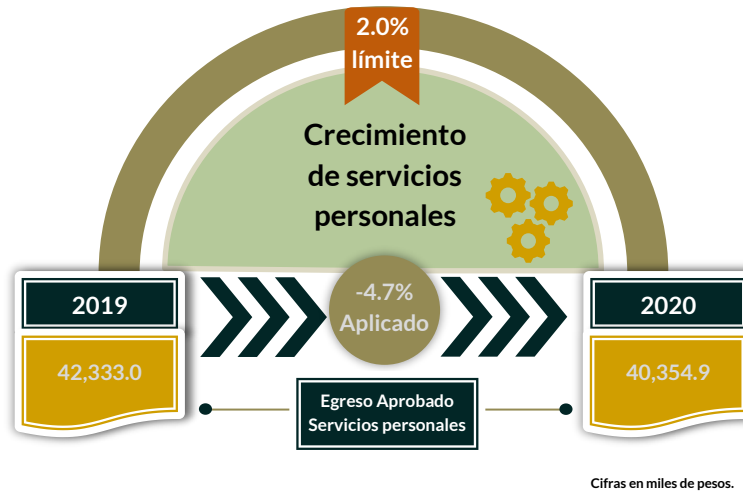 2.0%
límite
Crecimiento
de servicios
personales
-4.7%
Aplicado
2019
2020
42,333.0
40,354.9
Egreso Aprobado
Servicios personales
Cifras en miles de pesos.